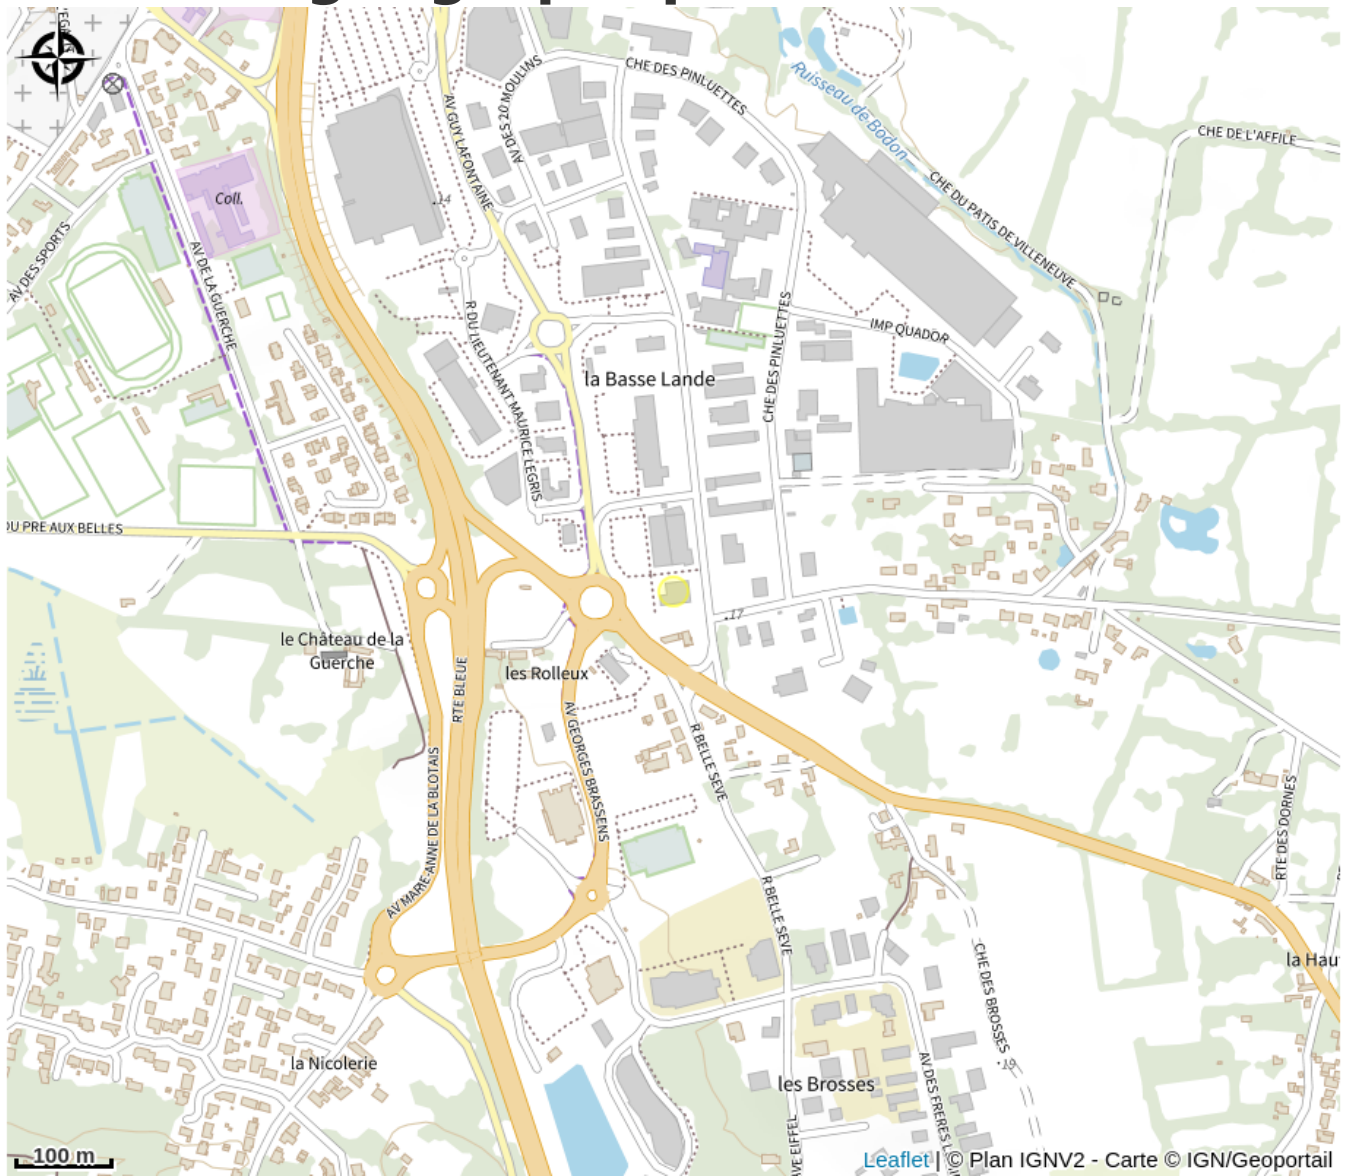 CHE DES PINLUETTES
AV DES 20 MOULINS
Ruisseau de Bodon
AV GUY LAFONTAINE
CHE DE L'AFFILE
CHE DU PATIS DE VILLENEUVE
Coll.
.14
AV DES SPORTS
AV DE LA GUERCHE
R DU LIEUTENANT MAURICE LEGRIS
CHE DES PINLUETTES
IMP QUADOR
la Basse Lande
DU PRE AUX BELLES
.17
le Château de la
Guerche
RTE BLEUE
les Rolleux
AV GEORGES BRASSENS
R BELLE SEVE
AV MARIE-ANNE DE LA BLOTAIS
RTE DES DORNES
R BELLE SEVE
CHE DES BROSSES
la Hau
la Nicolerie
.19
les Brosses
AV DES FRERES L
VE EIFFEL
100 m
Leaflet | © Plan IGNV2 - Carte © IGN/Geoportail